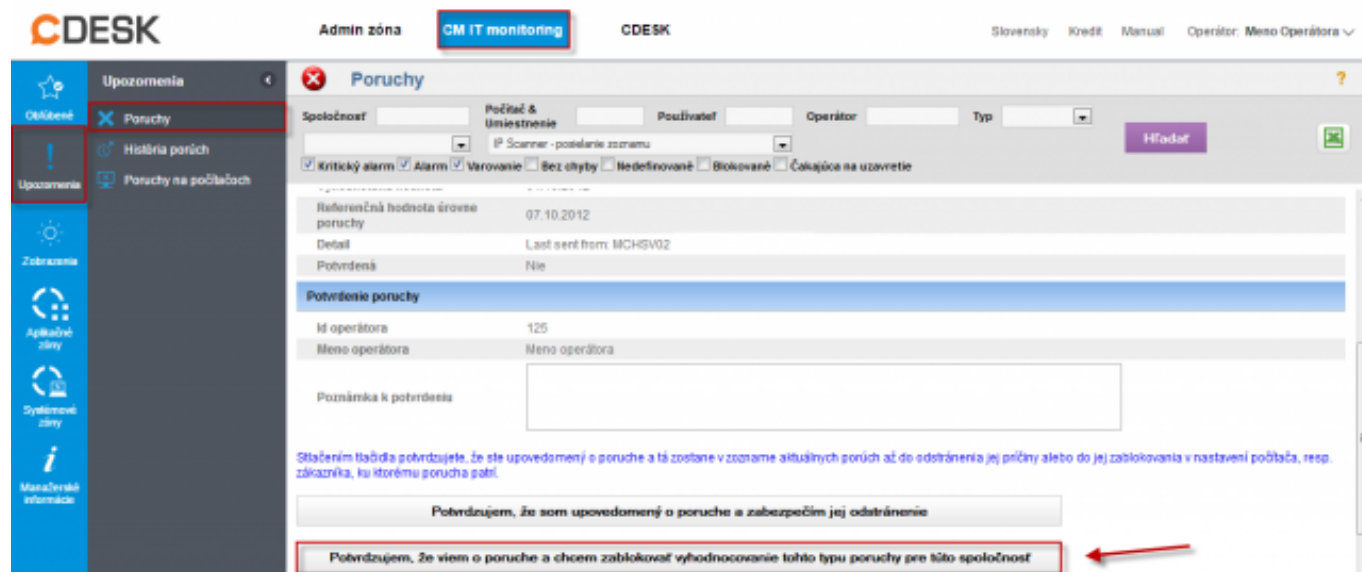 CDESK
Admin zóna
CM IT monitoring
CDESK
Slovensky
Kredit
Manual
Operátor: Meno Operátora
Obľúbené
Upozornenia
Zobrazenia
Aplikačné
zóny
Systémové
zóny
Manažerské
informácie
Upozornenia
Poruchy
História porúch
Poruchy na počítačoch
Poruchy
?
Spoločnosť
Počítač &
Umiestnenie
Používateľ
Operátor
Typ
Hľadať
IP Scanner - posielanie zoznamu
Kritický alarm
Alarm
Varovanie
Bez chyby
Nedefinované
Blokované
Čakajúca na uzavretie
Referenčná hodnota úrovne
poruchy
07.10.2012
Detail
Last sent from: MCHSV02
Potvrdená
Nie
Potvrdenie poruchy
Id operátora
125
Meno operátora
Meno operátora
Poznámka k potvrdeniu
Stlačením tlačidla potvrdzujete, že ste upovedomený o poruche a tá zostane v zozname aktuálnych porúch až do odstránenia jej príčiny alebo do jej zablokovania v nastavení počítača, resp.
zákazníka, ku ktorému porucha patrí.
Potvrdzujem, že som upovedomený o poruche a zabezpečím jej odstránenie
Potvrdzujem, že viem o poruche a chcem zablokovať vyhodnocovanie tohto typu poruchy pre túto spoločnosť